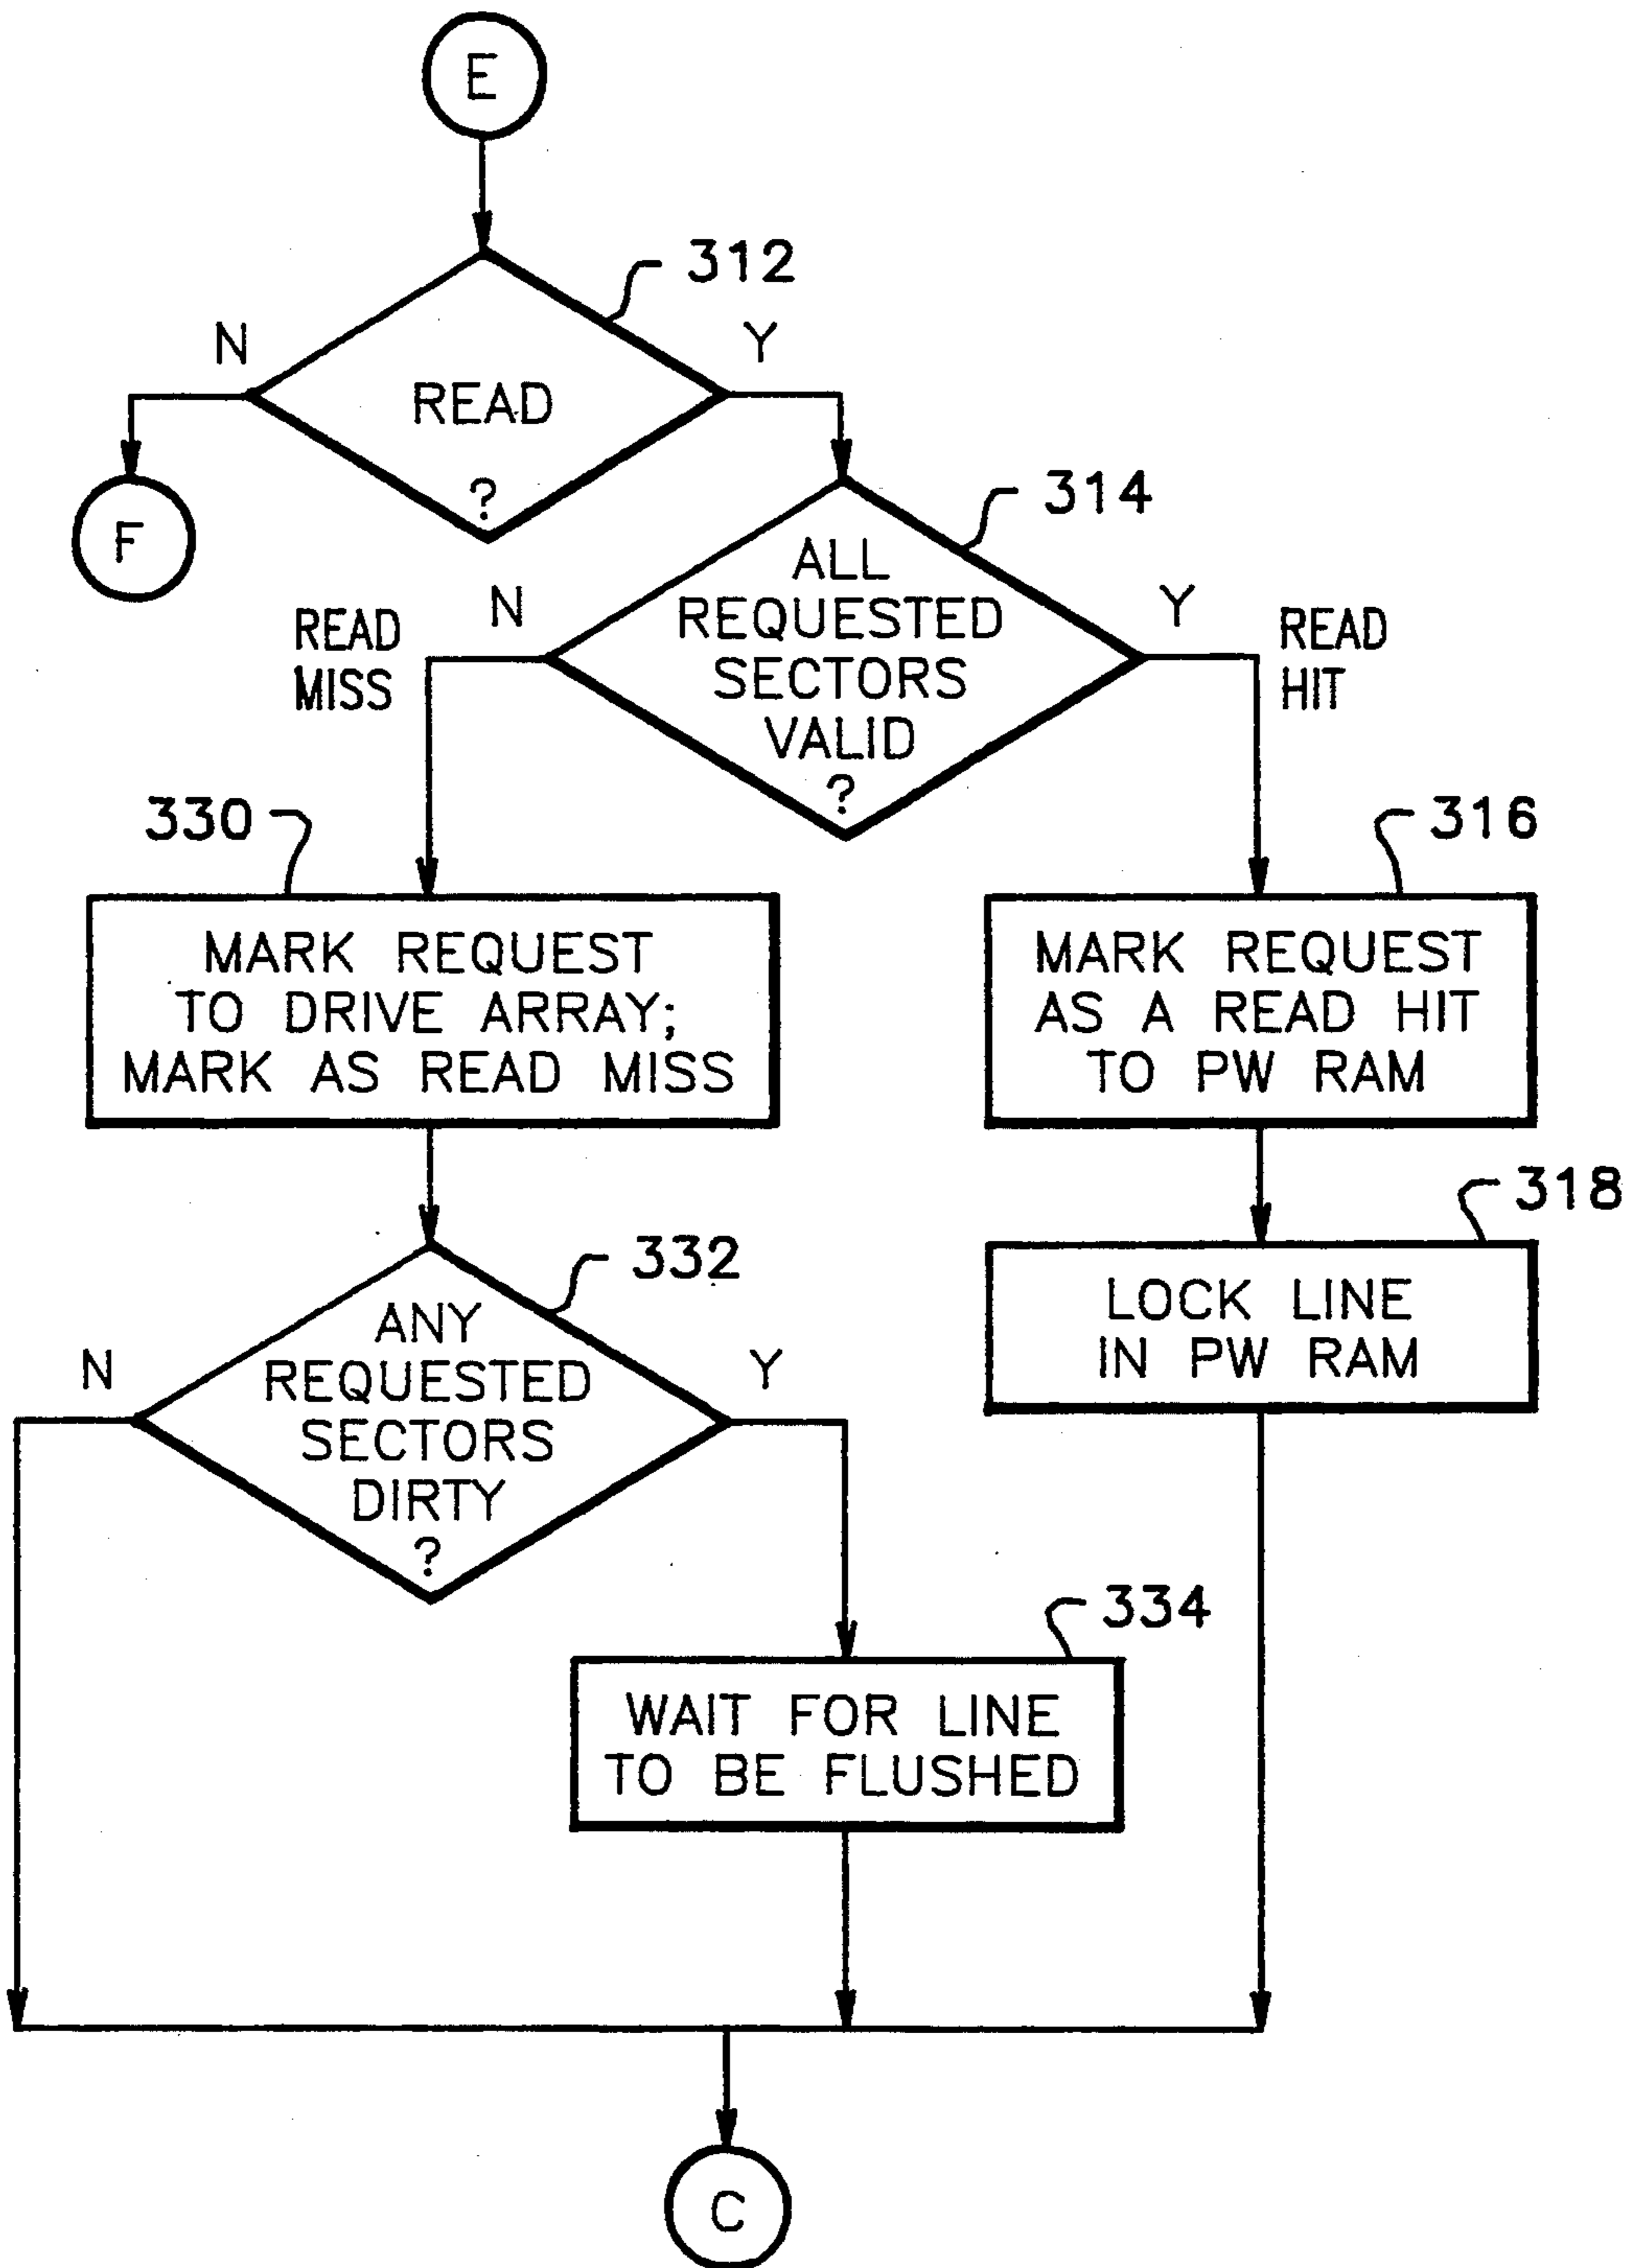 E
312
N
Y
READ
?
F
314
N
Y
ALL
REQUESTED
SECTORS
VALID
?
READ
MISS
READ
HIT
330
316
MARK REQUEST
TO DRIVE ARRAY;
MARK AS READ MISS
MARK REQUEST
AS A READ HIT
TO PW RAM
318
332
LOCK LINE
IN PW RAM
N
Y
ANY
REQUESTED
SECTORS
DIRTY
?
334
WAIT FOR LINE
TO BE FLUSHED
C